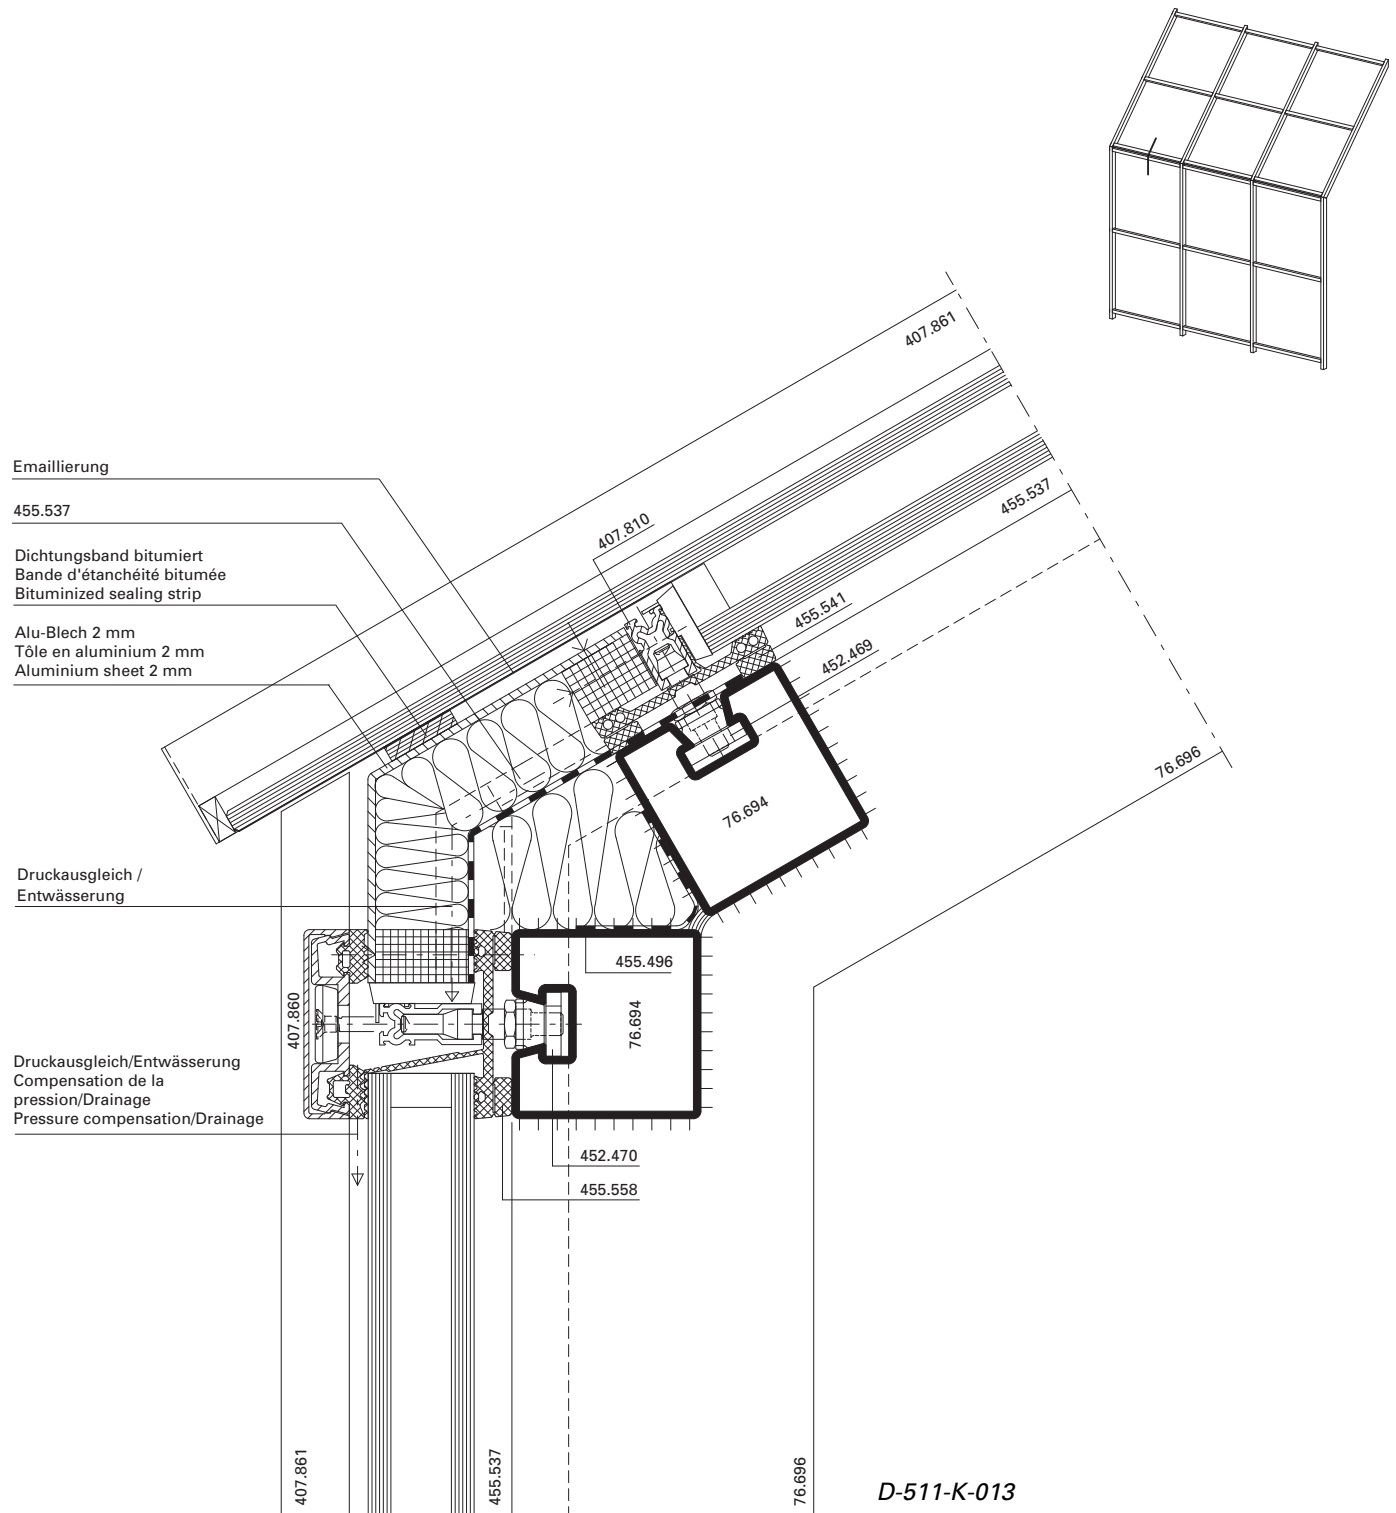 407.861
407.810
455.537
Emaillierung
455.537
Dichtungsband bitumiert
Bande d'étanchéité bitumée
Bituminized sealing strip
Alu-Blech 2 mm
Tôle en aluminium 2 mm
Aluminium sheet 2 mm
455.541
452.469
76.696
76.694
Druckausgleich /
Entwässerung
455.496
407.860
76.694
Druckausgleich/Entwässerung
Compensation de la
pression/Drainage
Pressure compensation/Drainage
452.470
455.558
407.861
455.537
76.696
D-511-K-013